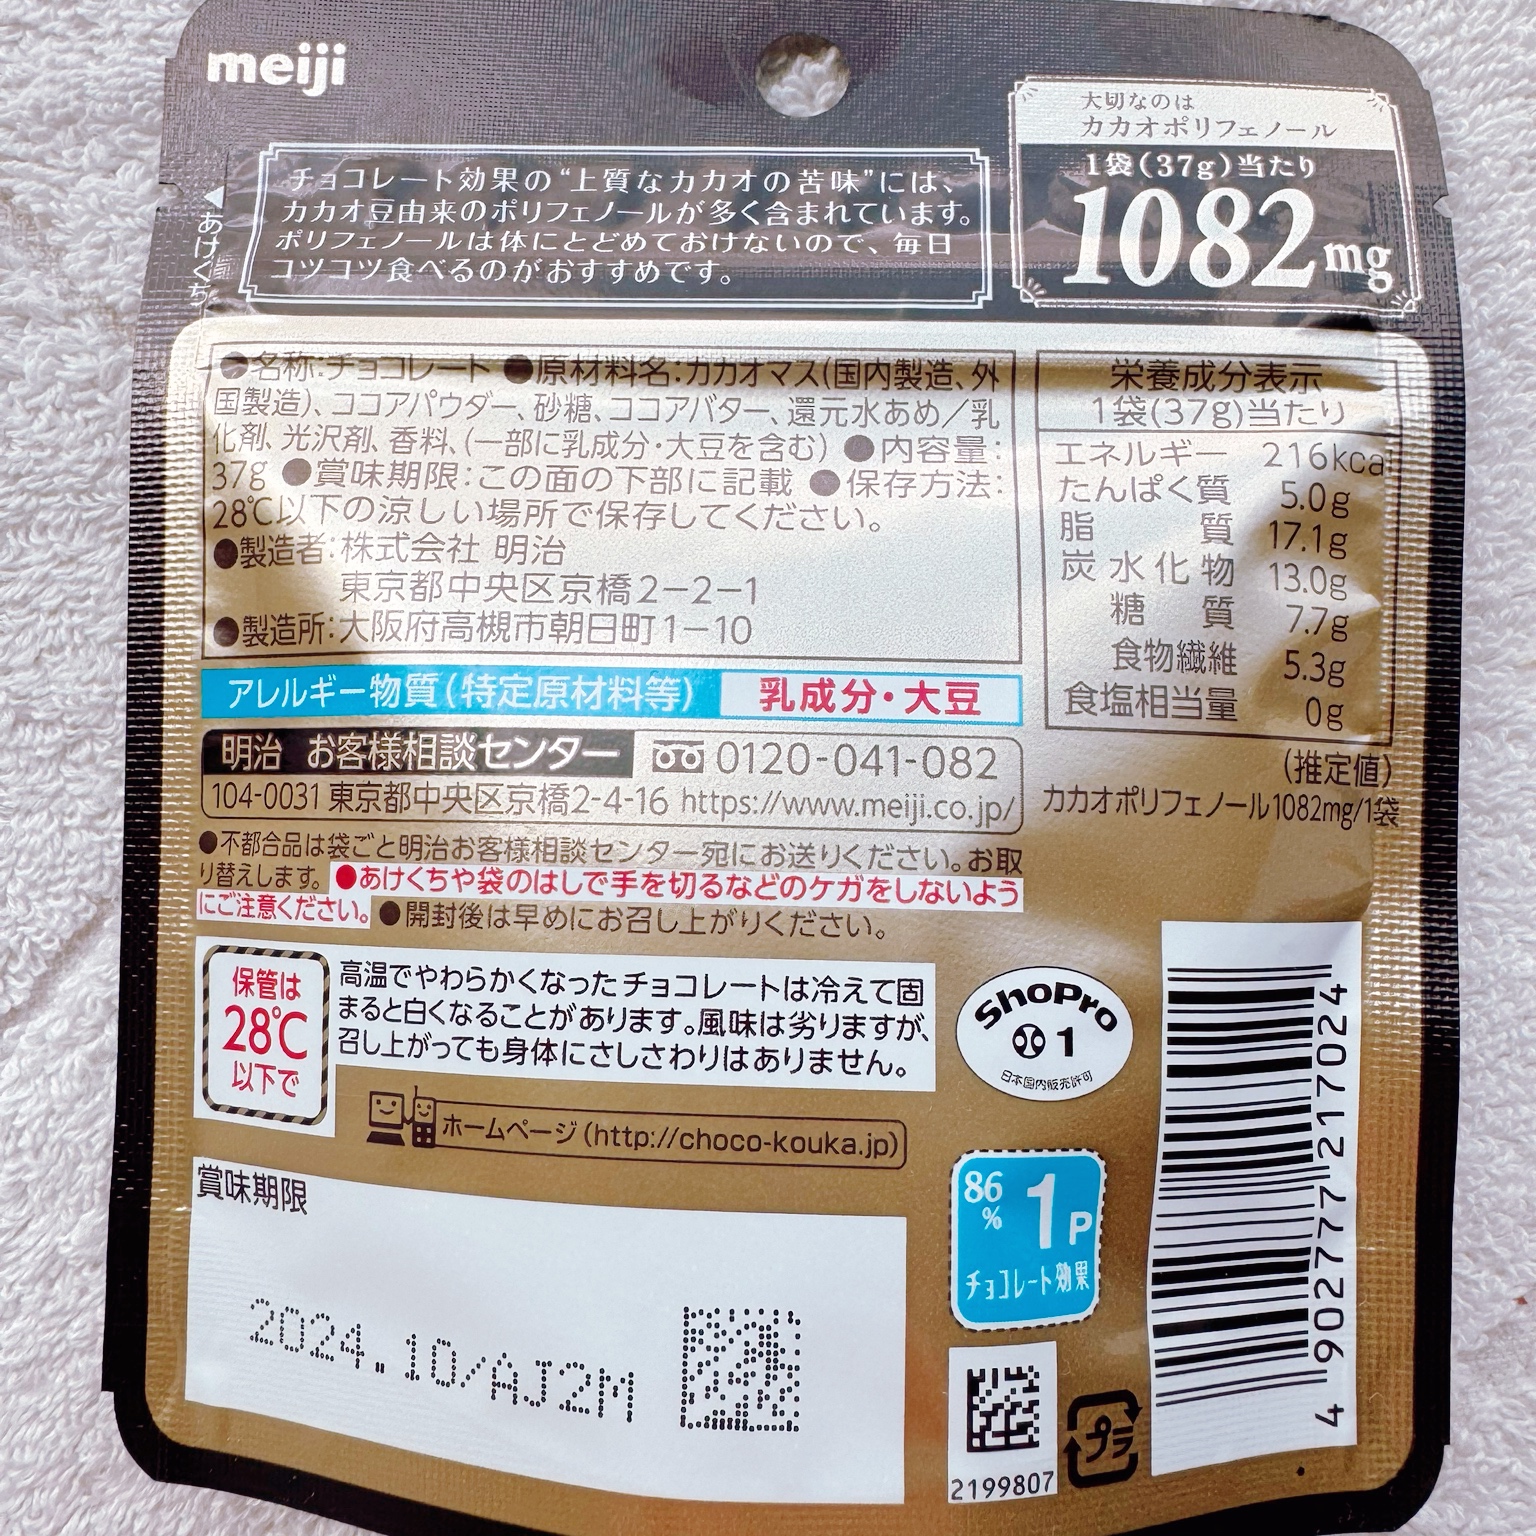 meiji
大切なのは
カカオポリフェノール
1袋(37g)当たり
1082mg
あけくち
チョコレート効果の“上質なカカオの苦味”には、
カカオ豆由来のポリフェノールが多く含まれています。
ポリフェノールは体にとどめておけないので、毎日
コツコツ食べるのがおすすめです。
●名称:チョコレート ●原材料名:カカオマス(国内製造、外
国製造)、ココアパウダー、砂糖、ココアバター、還元水あめ/乳
化剤、光沢剤、香料、(一部に乳成分・大豆を含む) ●内容量:
37g ●賞味期限:この面の下部に記載 ●保存方法:
28℃以下の涼しい場所で保存してください。
●製造者:株式会社 明治
東京都中央区京橋2-2-1
●製造所:大阪府高槻市朝日町1-10
アレルギー物質(特定原材料等) 乳成分・大豆
明治 お客様相談センター 0120-041-082
104-0031 東京都中央区京橋2-4-16 https://www.meiji.co.jp/
●不都合品は袋ごと明治お客様相談センター宛にお送りください。お取
り替えします。●あけくちや袋のはしで手を切るなどのケガをしないよう
にご注意ください。●開封後は早めにお召し上がりください。
栄養成分表示
1袋(37g)当たり
エネルギー 216kcal
たんぱく質 5.0g
脂質 17.1g
炭水化物 13.0g
糖質 7.7g
食物繊維 5.3g
食塩相当量 0g
(推定値)
カカオポリフェノール1082mg/1袋
保管は
28℃
以下で
高温でやわらかくなったチョコレートは冷えて固
まると白くなることがあります。風味は劣りますが、
召し上がっても身体にさしさわりはありません。
ホームページ(http://choco-kouka.jp)
ShoPro
1
日本国内販売許可
賞味期限
2024.10/AJ2M
86% 1P
チョコレート効果
2199807
プラ
4 902777 217024